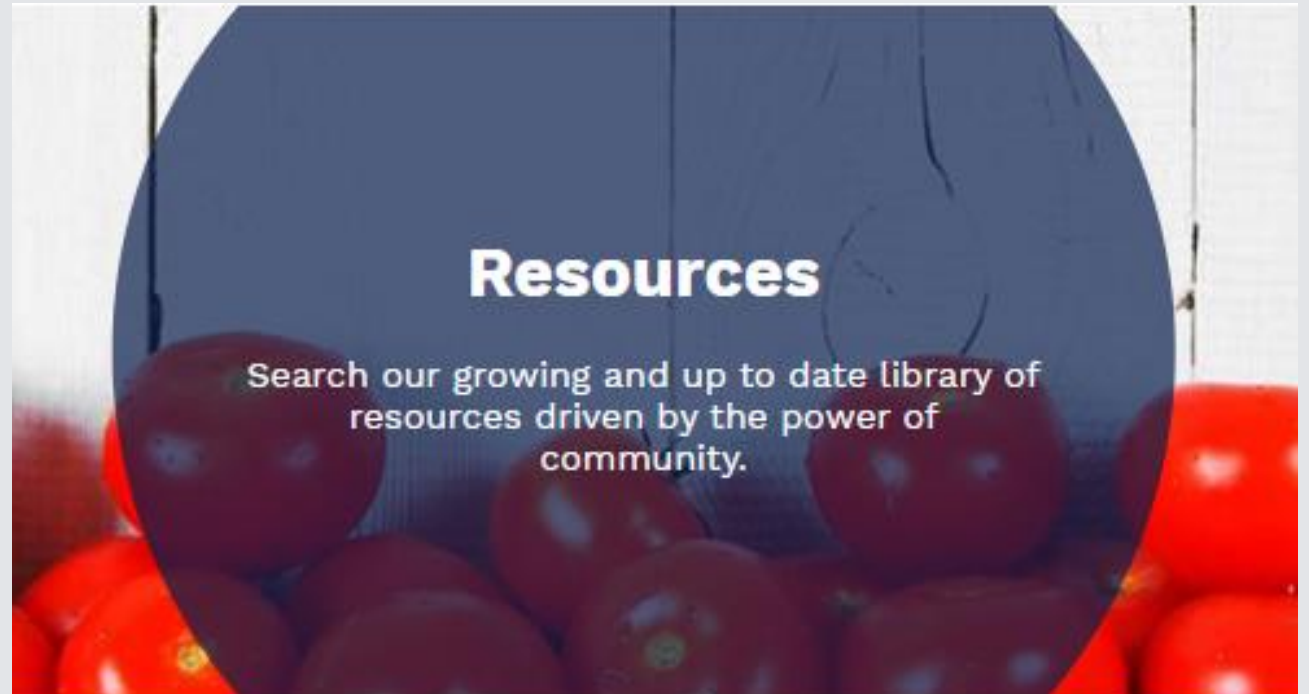 Resources
Search our growing and up to date library of
resources driven by the power of
community.